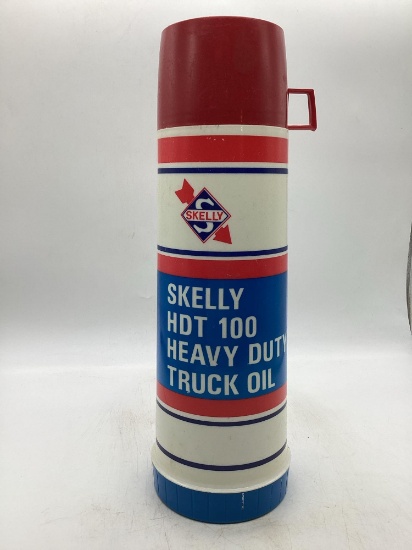 SKELLY
S
SKELLY
HDT 100
HEAVY DUTY
TRUCK OIL